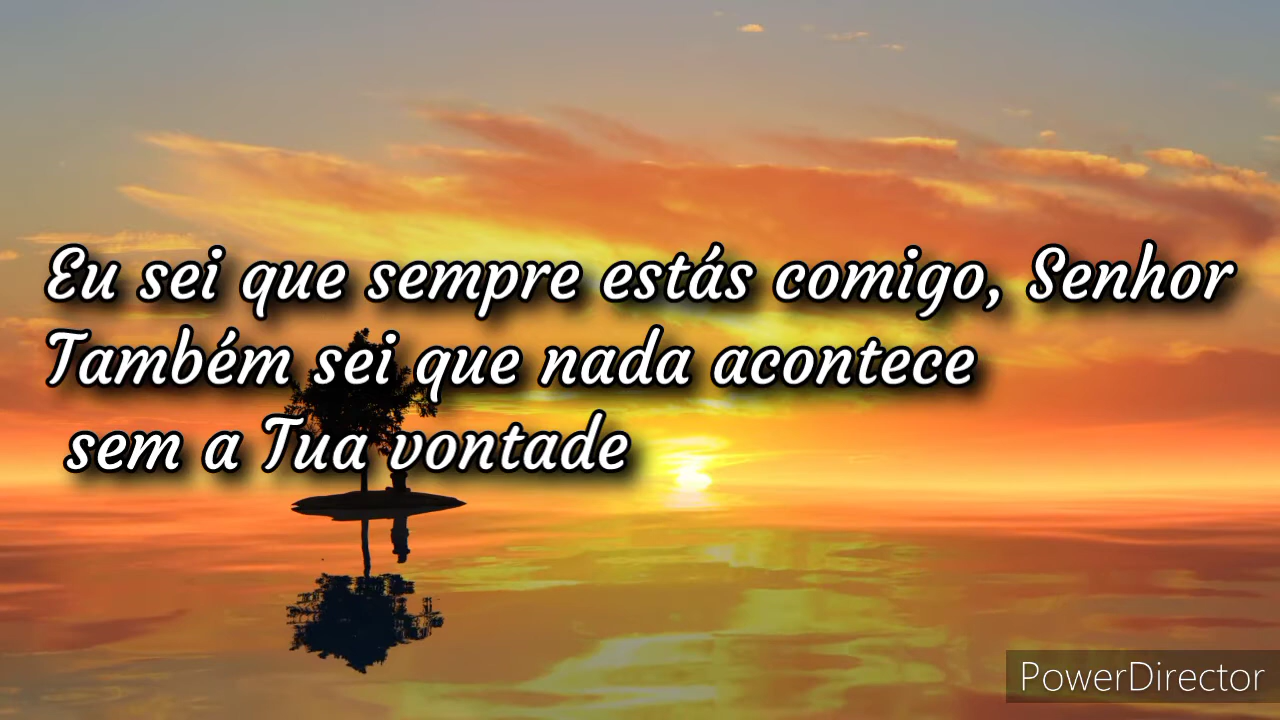 Eu sei que sempre estás comigo, Senhor
Também sei que nada acontece
sem a Tua vontade
PowerDirector